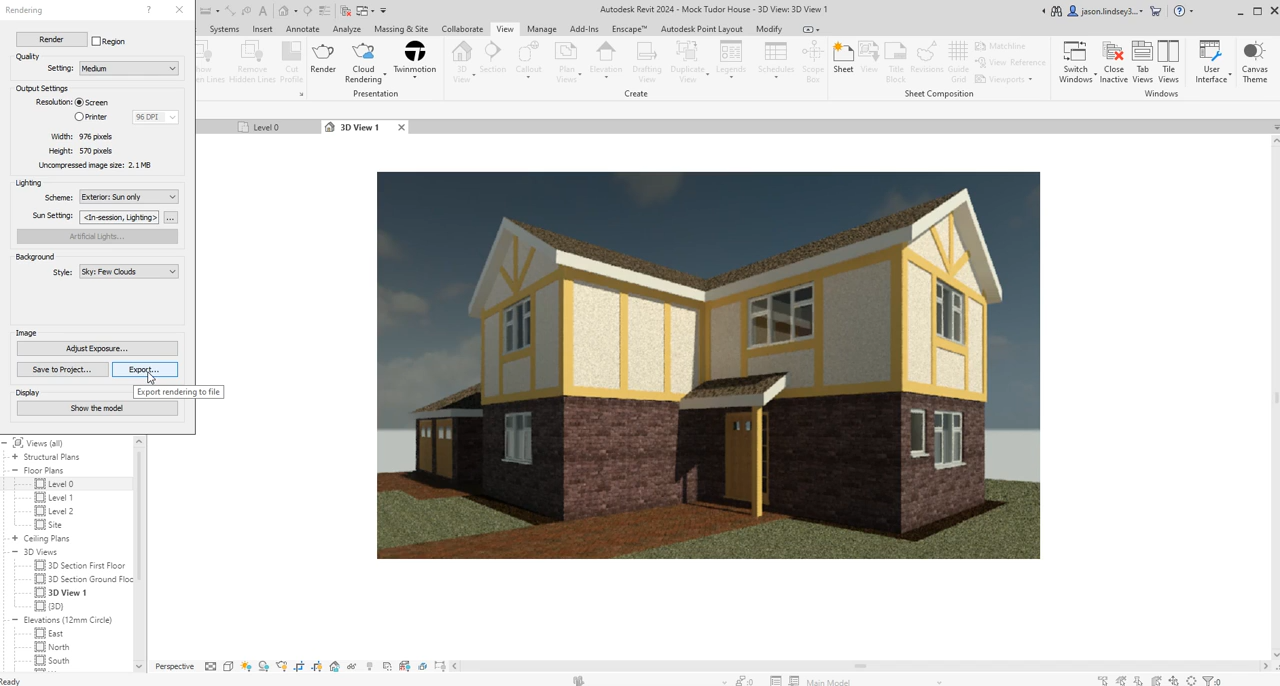 Rendering
Autodesk Revit 2024 - Mock Tudor House - 3D View: 3D View 1
jason.lindsey3...
Systems Insert Annotate Analyze Massing & Site Collaborate View Manage Add-Ins Enscape™ Autodesk Point Layout Modify
Render
Region
Quality
Setting: Medium
Output Settings
Resolution: Screen
Printer 96 DPI
Width: 976 pixels
Height: 570 pixels
Uncompressed image size: 2.1 MB
Lighting
Scheme: Exterior: Sun only
Sun Setting: <In-session, Lighting> ...
Artificial Lights...
Background
Style: Sky: Few Clouds
Image
Adjust Exposure...
Save to Project... Export...
Export rendering to file
Display
Show the model
Show Lines
Remove Hidden Lines
Cut Profile
Render
Cloud Rendering
Twinmotion
Presentation
3D View
Section
Callout
Plan Views
Elevation
Drafting View
Duplicate View
Legends
Schedules
Scope Box
Create
Sheet
View
Title Block
Revisions
Guide Grid
Matchline
View Reference
Viewports
Sheet Composition
Switch Windows
Close Inactive
Tab Views
Tile Views
User Interface
Windows
Canvas Theme
Level 0
3D View 1
Views (all)
Structural Plans
Floor Plans
Level 0
Level 1
Level 2
Site
Ceiling Plans
3D Views
3D Section First Floor
3D Section Ground Floo
3D View 1
{3D}
Elevations (12mm Circle)
East
North
South
Perspective
Ready
:0
Main Model
:0